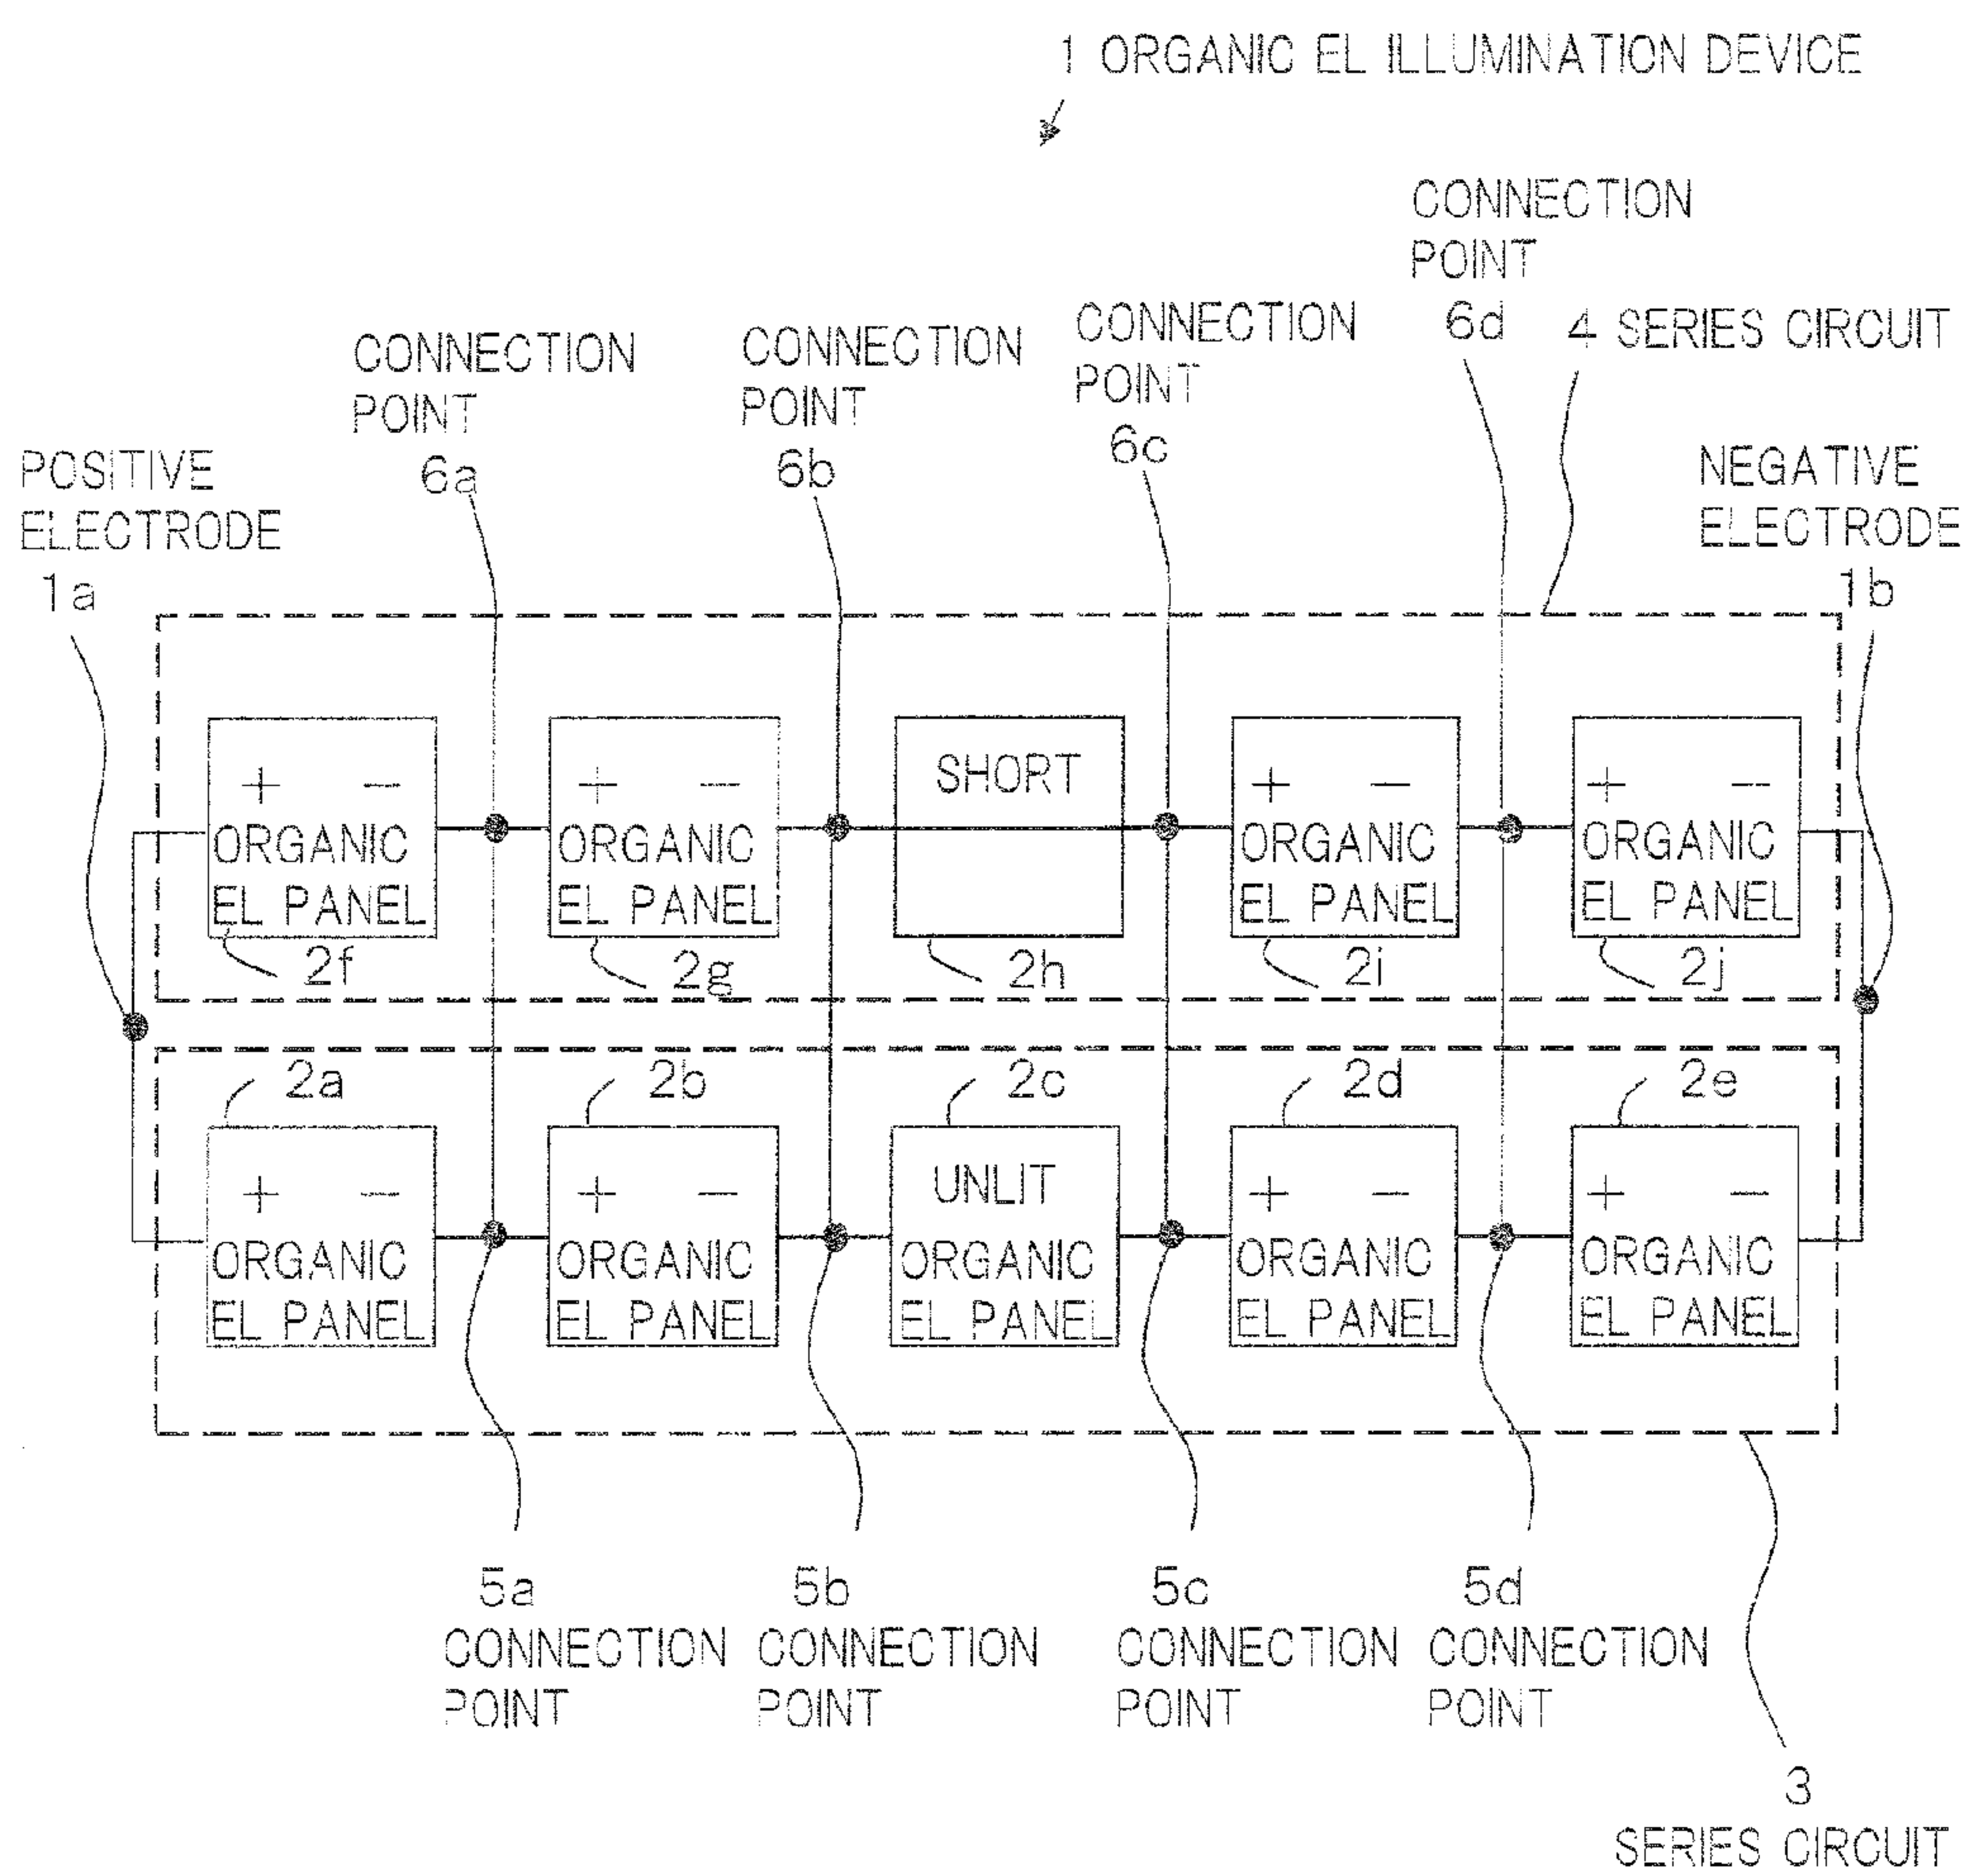 1 ORGANIC EL ILLUMINATION DEVICE
CONNECTION
POINT
6d
4 SERIES CIRCUIT
CONNECTION
POINT
6c
CONNECTION
POINT
6b
CONNECTION
POINT
6a
POSITIVE
ELECTRODE
1a
NEGATIVE
ELECTRODE
1b
+ −
ORGANIC
EL PANEL
2f
+ −
ORGANIC
EL PANEL
2g
SHORT
2h
+ −
ORGANIC
EL PANEL
2i
+ −
ORGANIC
EL PANEL
2j
2a
+ −
ORGANIC
EL PANEL
2b
+ −
ORGANIC
EL PANEL
2c
UNLIT
ORGANIC
EL PANEL
2d
+ −
ORGANIC
EL PANEL
2e
+ −
ORGANIC
EL PANEL
5a
CONNECTION
POINT
5b
CONNECTION
POINT
5c
CONNECTION
POINT
5d
CONNECTION
POINT
3
SERIES CIRCUIT